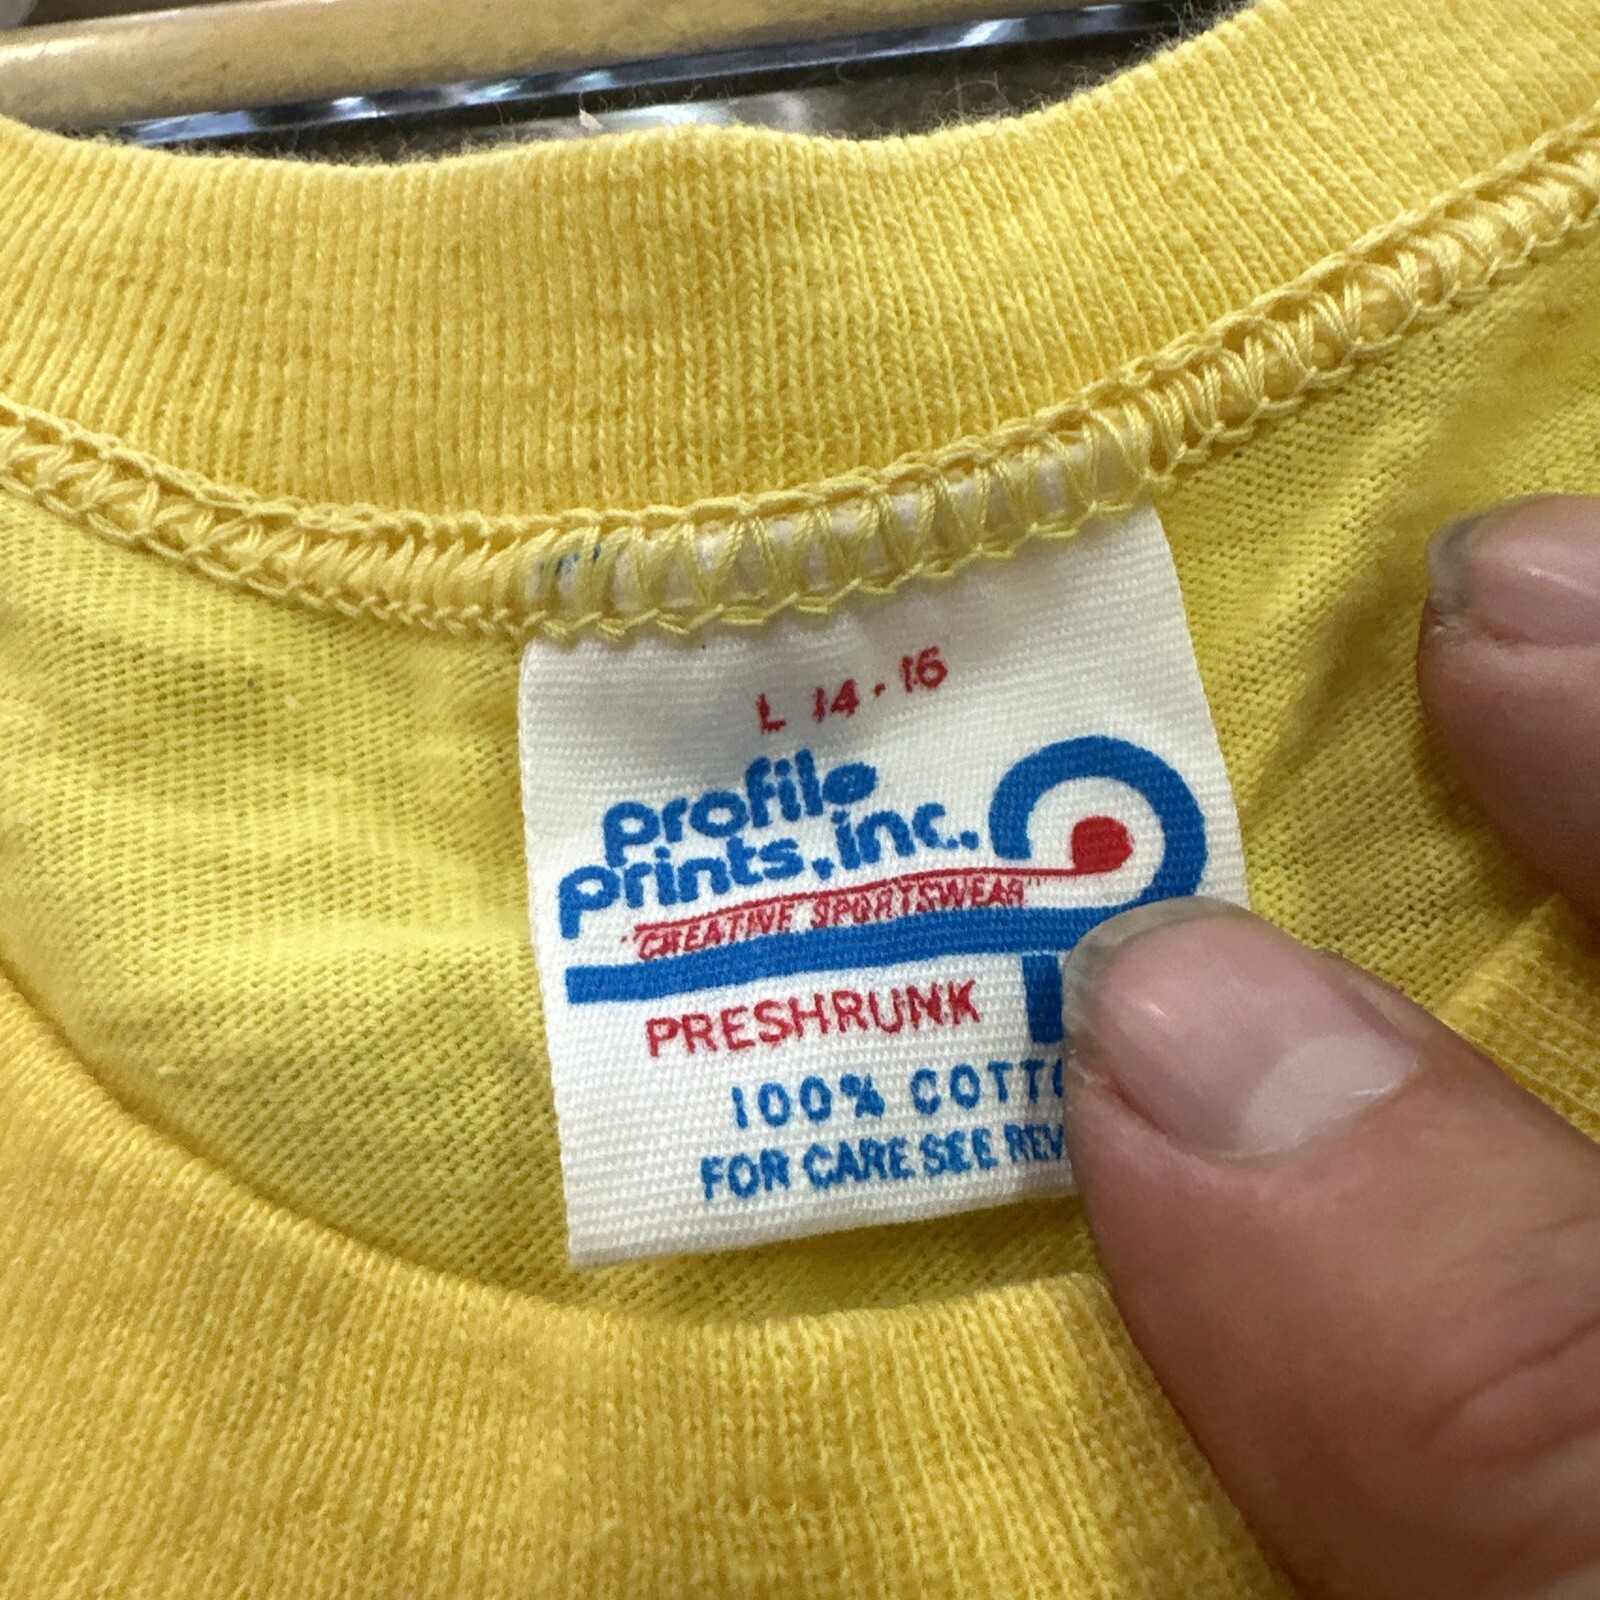 L 14-16
profile
prints, inc.
"CREATIVE SPORTSWEAR"
PRESHRUNK
100% COTTO
FOR CARE SEE REV